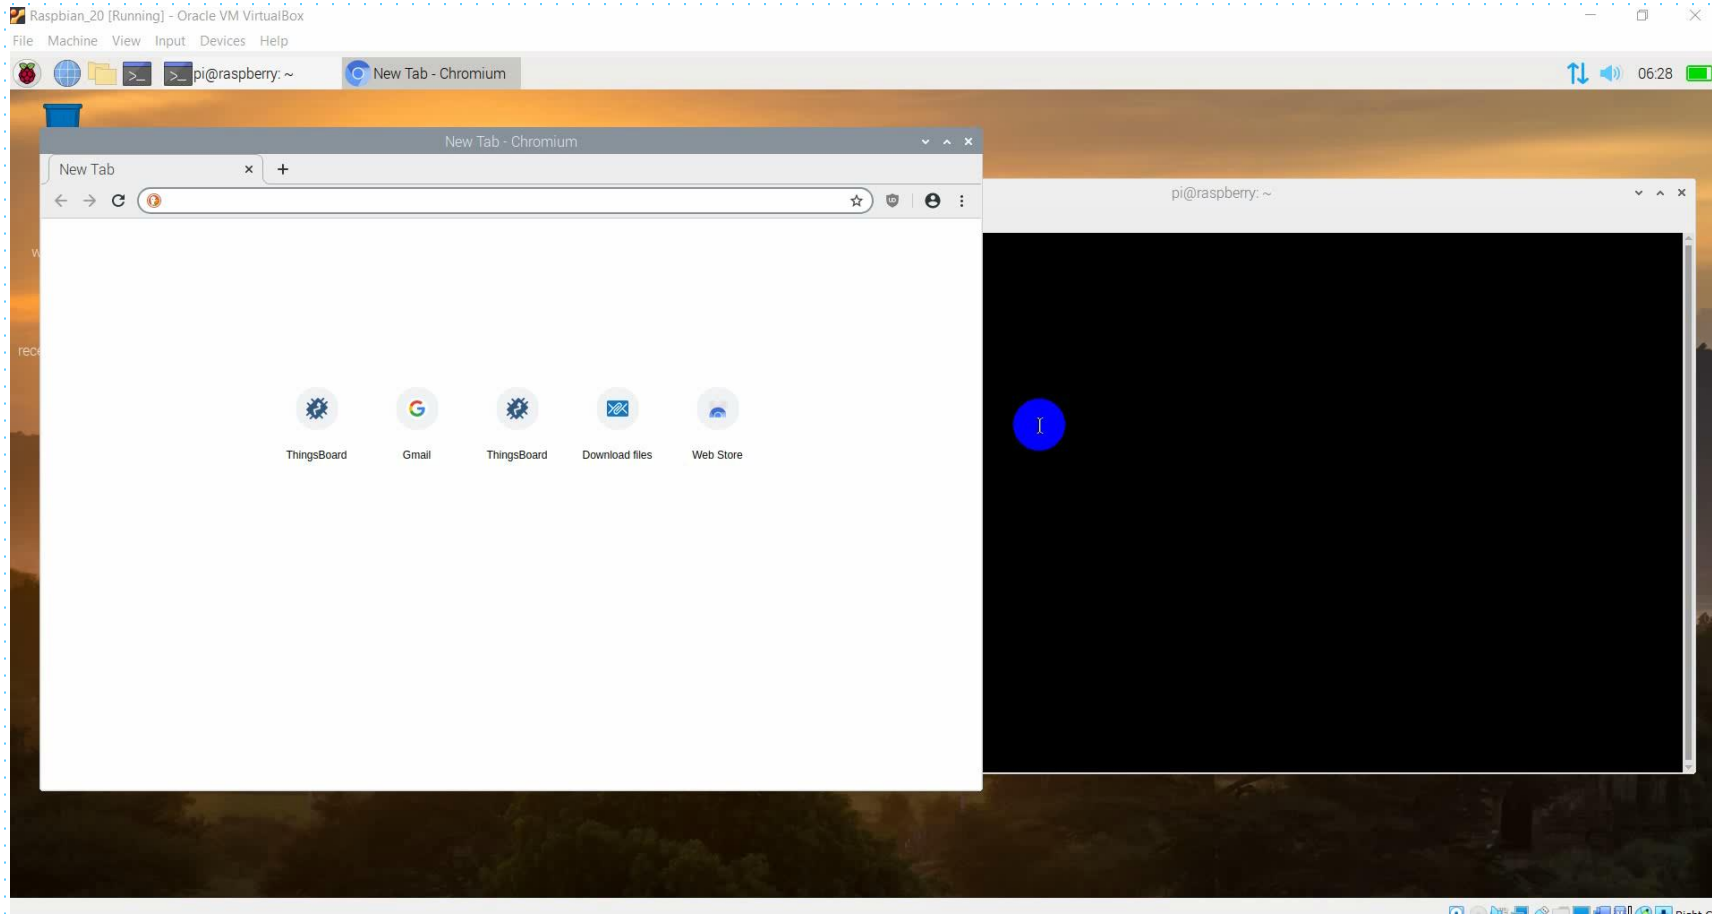 Raspbian_20 [Running] - Oracle VM VirtualBox
File Machine View Input Devices Help
pi@raspberry: ~
New Tab - Chromium
06:28
New Tab - Chromium
New Tab
pi@raspberry: ~
ThingsBoard
Gmail
ThingsBoard
Download files
Web Store